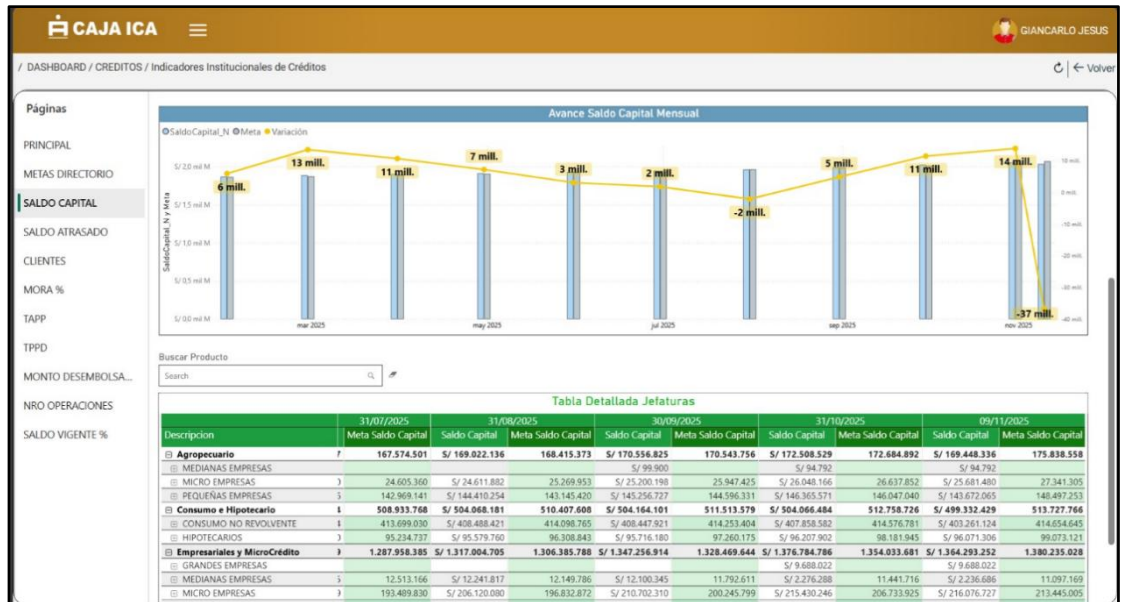 CAJA ICA
GIANCARLO JESUS
/ DASHBOARD / CREDITOS / Indicadores Institucionales de Créditos
Volver
Páginas
PRINCIPAL
METAS DIRECTORIO
SALDO CAPITAL
SALDO ATRASADO
CLIENTES
MORA %
TAPP
TPPD
MONTO DESEMBOLSA...
NRO OPERACIONES
SALDO VIGENTE %
Avance Saldo Capital Mensual
SaldoCapital_N Meta Variación
SaldoCapital_N y Meta
S/ 2,0 mil M
S/ 1,5 mil M
S/ 1,0 mil M
S/ 0,5 mil M
S/ 0,0 mil M
6 mill.
13 mill.
11 mill.
7 mill.
3 mill.
2 mill.
-2 mill.
5 mill.
11 mill.
14 mill.
-37 mill.
10 mill.
0 mill.
-10 mill.
-20 mill.
-30 mill.
-40 mill.
mar 2025 may 2025 jul 2025 sep 2025 nov 2025
Buscar Producto
Search
Tabla Detallada Jefaturas
31/07/2025 31/08/2025 30/09/2025 31/10/2025 09/11/2025
Descripcion Meta Saldo Capital Saldo Capital Meta Saldo Capital Saldo Capital Meta Saldo Capital Saldo Capital Meta Saldo Capital Saldo Capital Meta Saldo Capital
Agropecuario 167.574.501 S/ 169.022.136 168.415.373 S/ 170.556.825 170.543.756 S/ 172.508.529 172.684.892 S/ 169.448.336 175.838.558
MEDIANAS EMPRESAS S/ 99.900 S/ 94.792 S/ 94.792
MICRO EMPRESAS 24.605.360 S/ 24.611.882 25.269.953 S/ 25.200.198 25.947.425 S/ 26.048.166 26.637.852 S/ 25.681.480 27.341.305
PEQUEÑAS EMPRESAS 142.969.141 S/ 144.410.254 143.145.420 S/ 145.256.727 144.596.331 S/ 146.365.571 146.047.040 S/ 143.672.065 148.497.253
Consumo e Hipotecario 508.933.768 S/ 504.068.181 510.407.608 S/ 504.164.101 511.513.579 S/ 504.066.484 512.758.726 S/ 499.332.429 513.727.766
CONSUMO NO REVOLVENTE 413.699.030 S/ 408.488.421 414.098.765 S/ 408.447.921 414.253.404 S/ 407.858.582 414.576.781 S/ 403.261.124 414.654.645
HIPOTECARIOS 95.234.737 S/ 95.579.760 96.308.843 S/ 95.716.180 97.260.175 S/ 96.207.902 98.181.945 S/ 96.071.306 99.073.121
Empresariales y MicroCrédito 1.287.958.385 S/ 1.317.004.705 1.306.385.788 S/ 1.347.256.914 1.328.469.644 S/ 1.376.784.786 1.354.033.681 S/ 1.364.293.252 1.380.235.028
GRANDES EMPRESAS S/ 9.688.022 S/ 9.688.022
MEDIANAS EMPRESAS 12.513.166 S/ 12.241.817 12.149.786 S/ 12.100.345 11.792.611 S/ 2.276.288 11.441.716 S/ 2.236.686 11.097.169
MICRO EMPRESAS 193.489.830 S/ 206.120.080 196.832.872 S/ 210.702.310 200.245.799 S/ 215.430.246 206.733.925 S/ 216.076.727 213.445.005